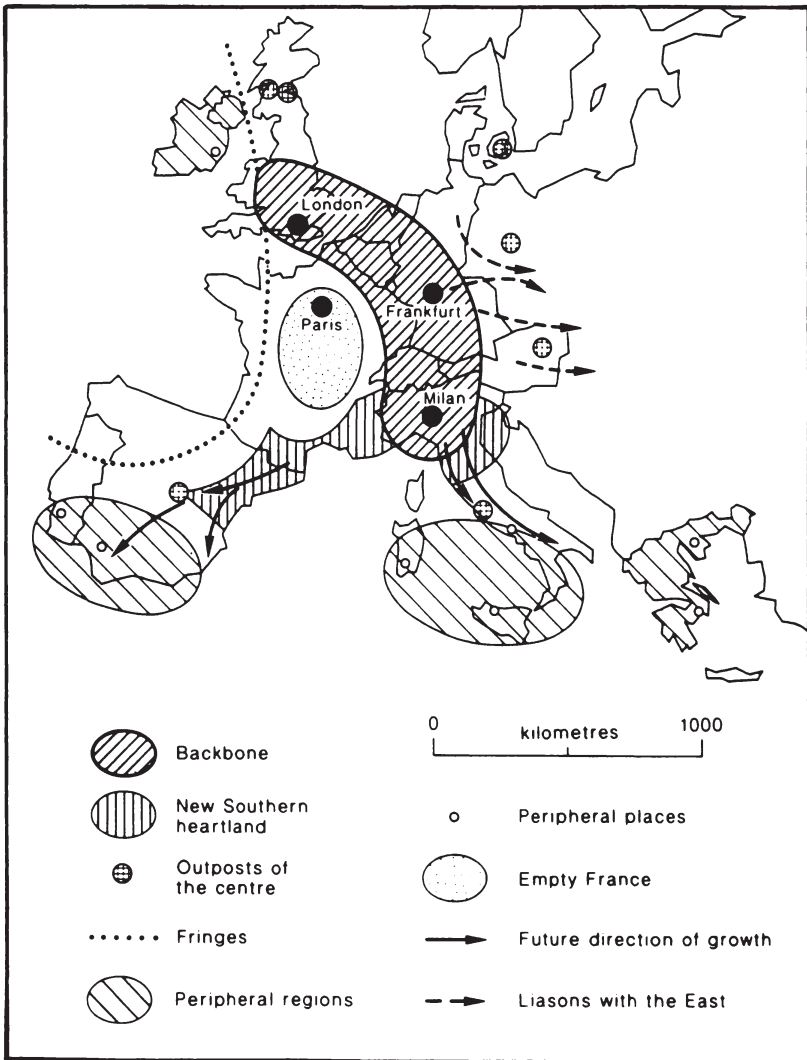 London
Paris
Frankfurt
Milan
0
1000
kilometres
Backbone
New Southern
heartland
Outposts of
the centre
Fringes
Peripheral regions
Peripheral places
Empty France
Future direction of growth
Liasons with the East